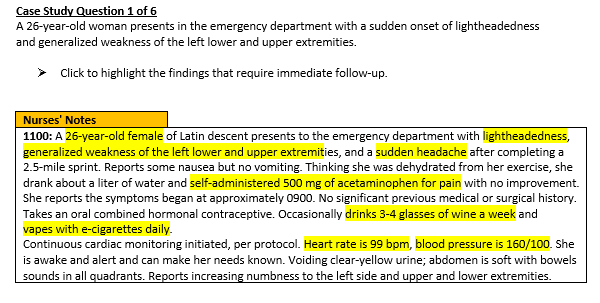 Case Study Question 1 of 6
A 26-year-old woman presents in the emergency department with a sudden onset of lightheadedness
and generalized weakness of the left lower and upper extremities.
➤ Click to highlight the findings that require immediate follow-up.
Nurses' Notes
1100: A 26-year-old female of Latin descent presents to the emergency department with lightheadedness,
generalized weakness of the left lower and upper extremities, and a sudden headache after completing a
2.5-mile sprint. Reports some nausea but no vomiting. Thinking she was dehydrated from her exercise, she
drank about a liter of water and self-administered 500 mg of acetaminophen for pain with no improvement.
She reports the symptoms began at approximately 0900. No significant previous medical or surgical history.
Takes an oral combined hormonal contraceptive. Occasionally drinks 3-4 glasses of wine a week and
vapes with e-cigarettes daily.
Continuous cardiac monitoring initiated, per protocol. Heart rate is 99 bpm, blood pressure is 160/100. She
is awake and alert and can make her needs known. Voiding clear-yellow urine; abdomen is soft with bowels
sounds in all quadrants. Reports increasing numbness to the left side and upper and lower extremities.